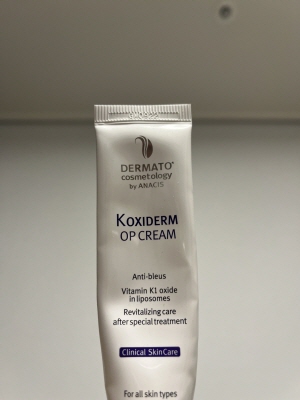 DERMATO®
cosmetology
by ANACIS
KOXIDERM
OP CREAM
Anti-bleus
Vitamin K1 oxide
in liposomes
Revitalizing care
after special treatment
Clinical SkinCare
For all skin types